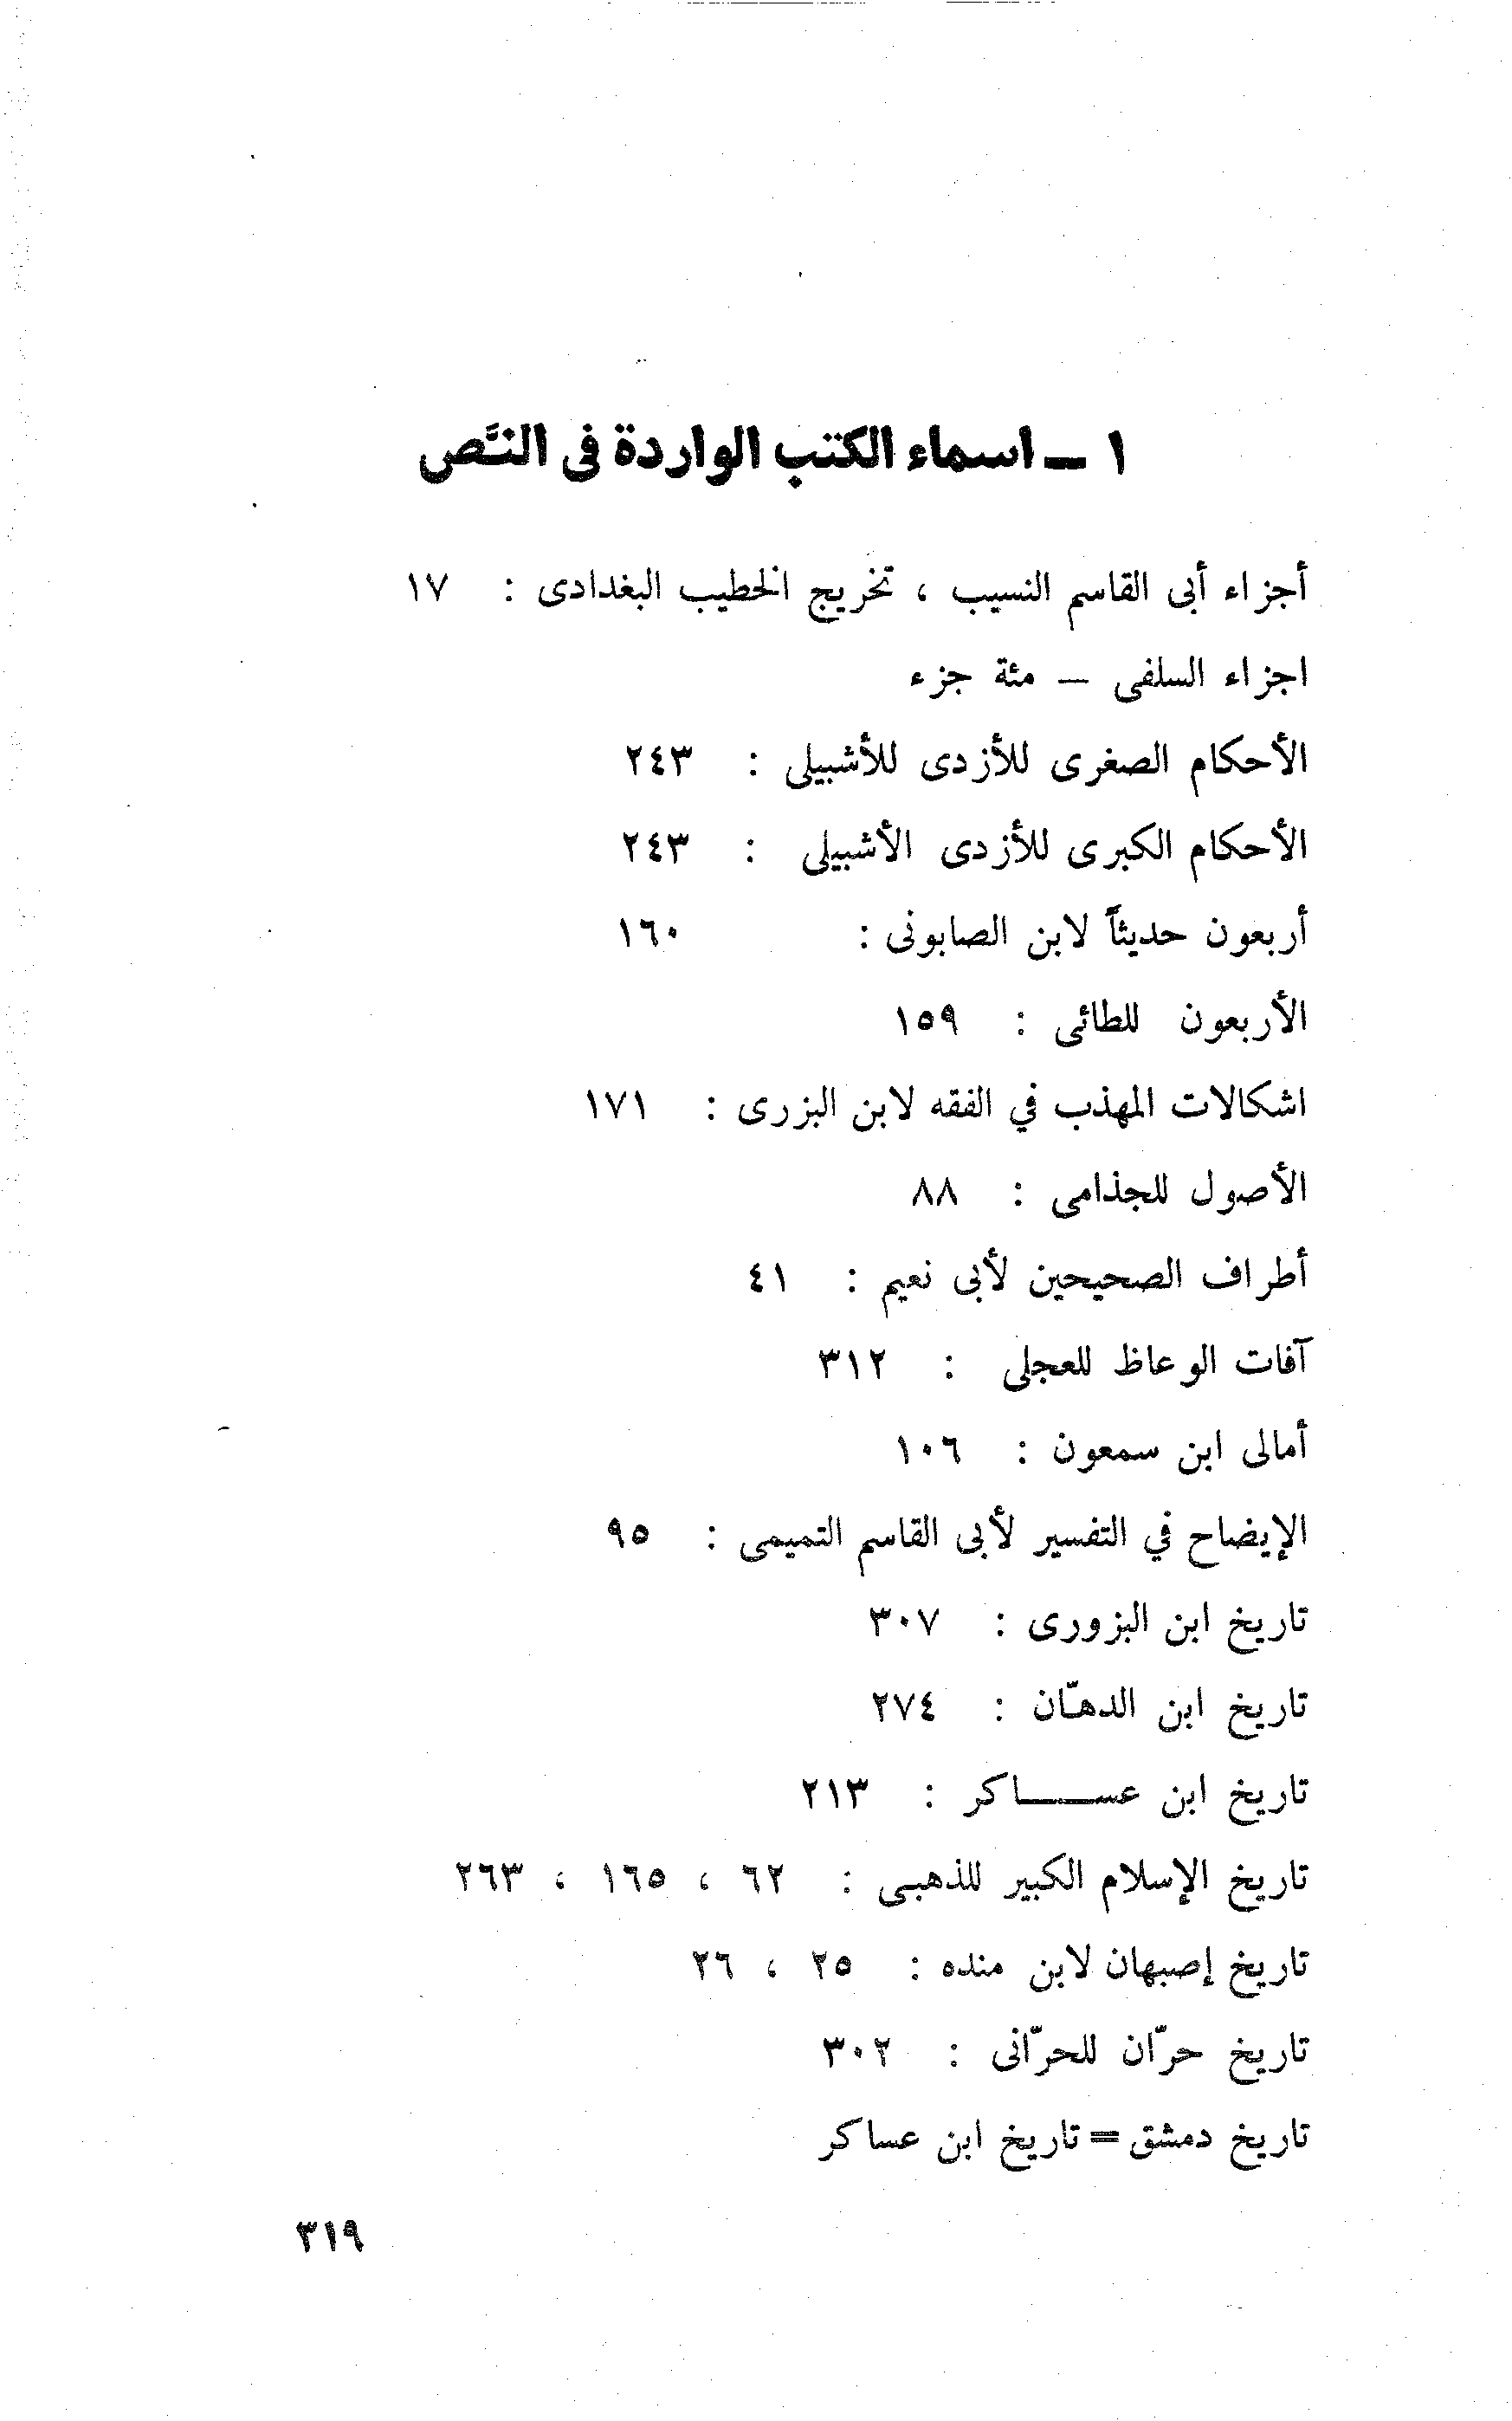 ١ ــ اسماء الكتب الواردة فى النَّص
أجزاء أبى القاسم النسيب ، تخريج الخطيب البغدادى : ١٧
اجزاء السلفى – مئة جزء
الأحكام الصغرى للأزدى للأشبيلى : ٢٤٣
الأحكام الكبرى للأزدى الأشبيلى : ٢٤٣
أربعون حديثاً لابن الصابونى : ١٦٠
الأربعون للطائى : ١٥٩
اشكالات المهذب في الفقه لابن البزرى : ١٧١
الأصول للجذامى : ٨٨
أطراف الصحيحين لأبى نعيم : ٤١
آفات الوعاظ للعجلى : ٣١٢
أمالى ابن سمعون : ١٠٦
الإيضاح في التفسير لأبى القاسم التميمى : ٩٥
تاريخ ابن البزورى : ٣٠٧
تاريخ ابن الدهّان : ٢٧٤
تاريخ ابن عســـــاكر : ٢١٣
تاريخ الإسلام الكبير للذهبـى : ٦٢ ، ١٦٥ ، ٢٦٣
تاريخ إصبهان لابن منده : ٢٥ ، ٢٦
تاريخ حرّان للحرّانى : ٣٠٢
تاريخ دمشق = تاريخ ابن عساكر
٣١٩